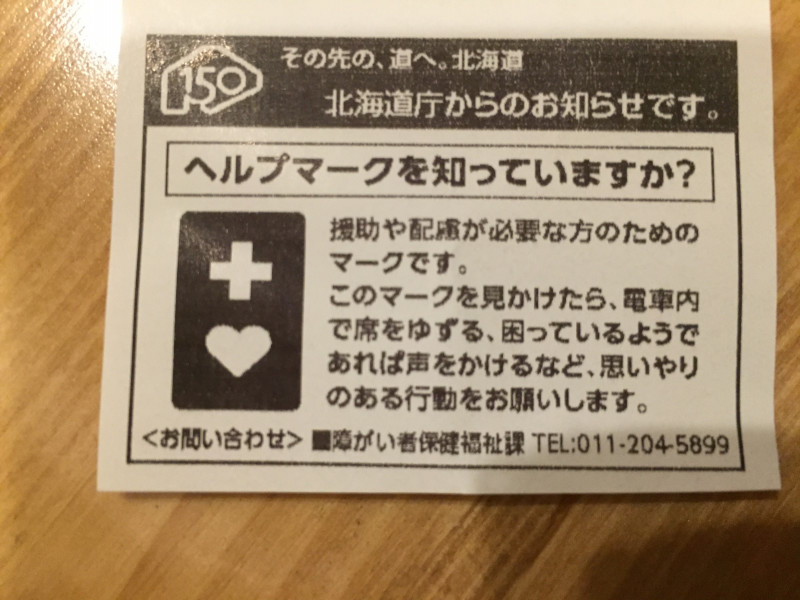 150
その先の、道へ。北海道
北海道庁からのお知らせです。
ヘルプマークを知っていますか?
援助や配慮が必要な方のための
マークです。
このマークを見かけたら、電車内
で席をゆずる、困っているようで
あれば声をかけるなど、思いやり
のある行動をお願いします。
<お問い合わせ> ■障がい者保健福祉課 TEL:011-204-5899